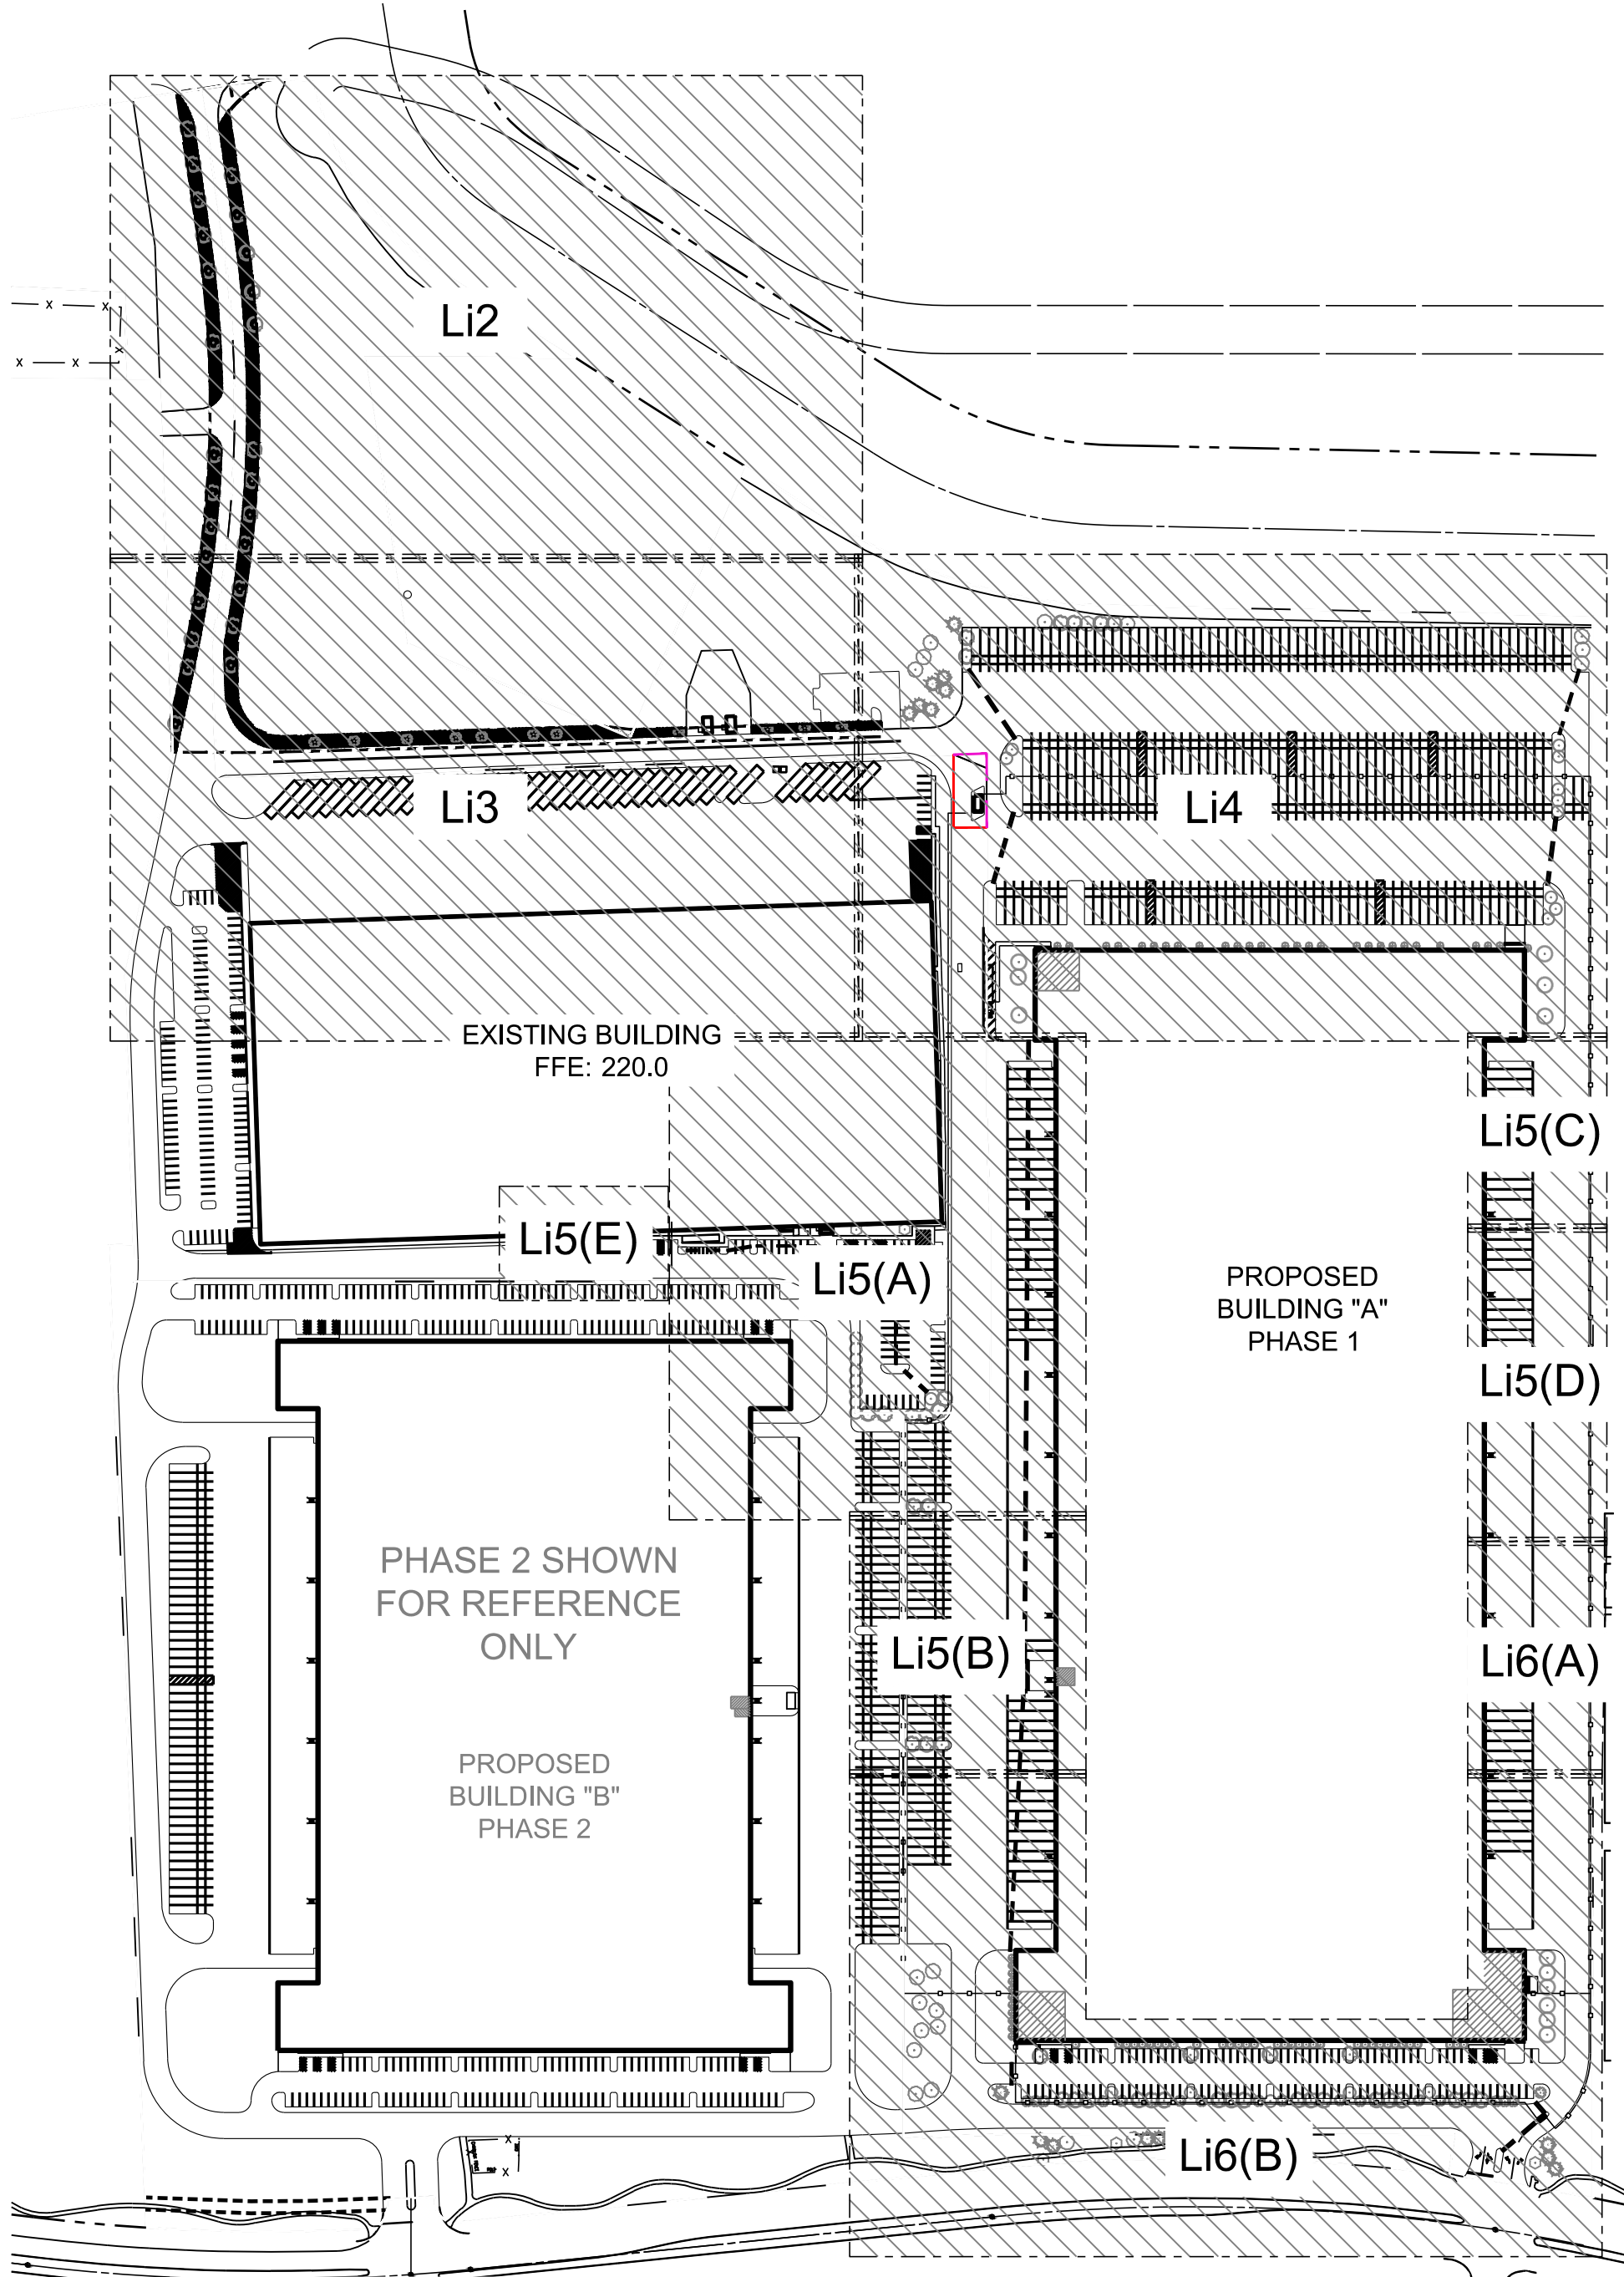 Li2
Li3
Li4
EXISTING BUILDING
FFE: 220.0
Li5(C)
Li5(E)
Li5(A)
PROPOSED
BUILDING "A"
PHASE 1
Li5(D)
PHASE 2 SHOWN
FOR REFERENCE
ONLY
Li5(B)
Li6(A)
PROPOSED
BUILDING "B"
PHASE 2
Li6(B)